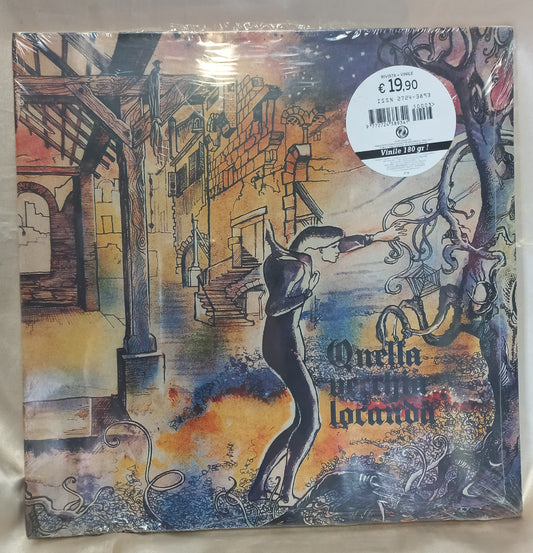 RIVISTA + VINILE
€ 19,90
ISSN 2724-3893
Vinile 180 gr !
Quella
vecchia
locanda